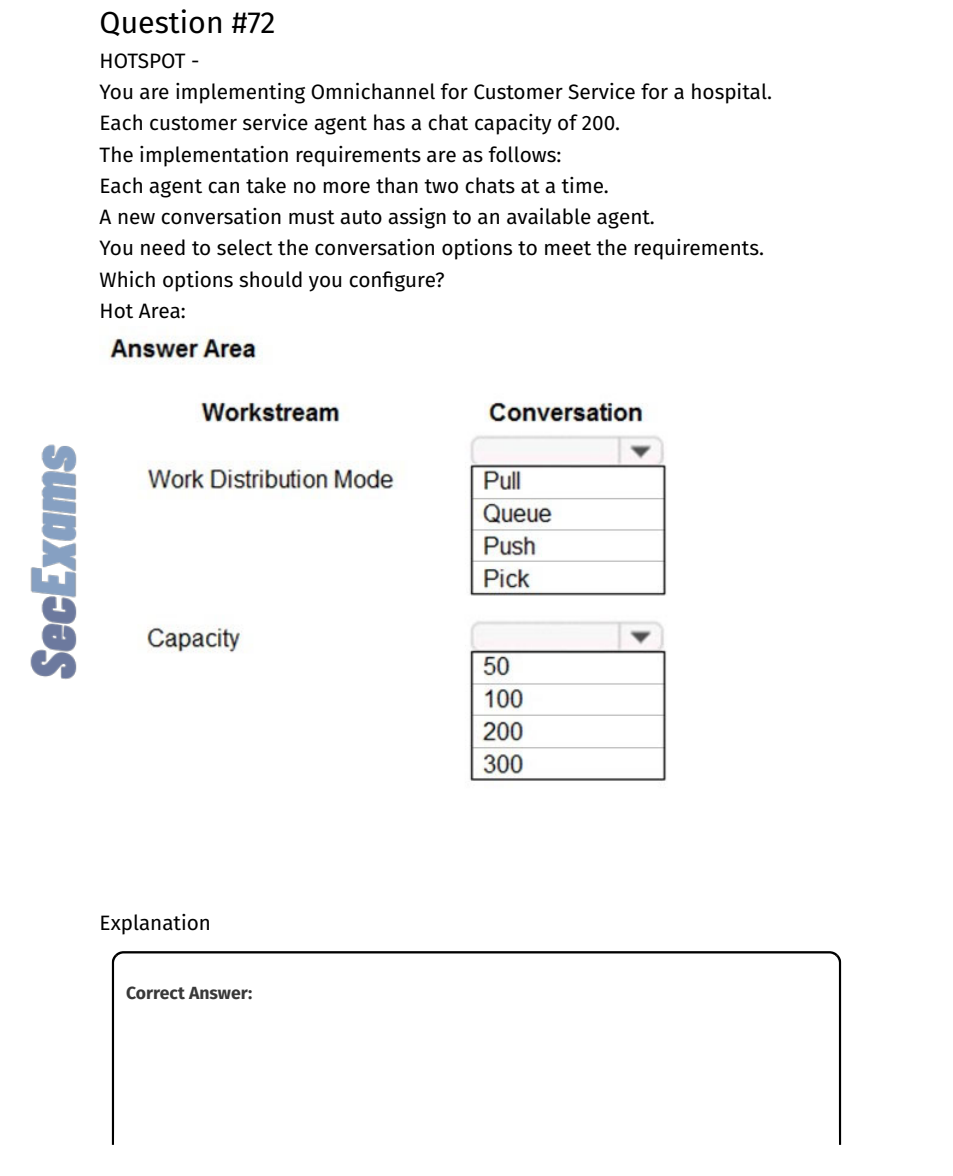 Question #72
HOTSPOT -
You are implementing Omnichannel for Customer Service for a hospital.
Each customer service agent has a chat capacity of 200.
The implementation requirements are as follows:
Each agent can take no more than two chats at a time.
A new conversation must auto assign to an available agent.
You need to select the conversation options to meet the requirements.
Which options should you configure?
Hot Area:
Answer Area
Workstream
Conversation
Work Distribution Mode
Pull
Queue
Push
Pick
Capacity
50
100
200
300
SecExams
Explanation
Correct Answer: